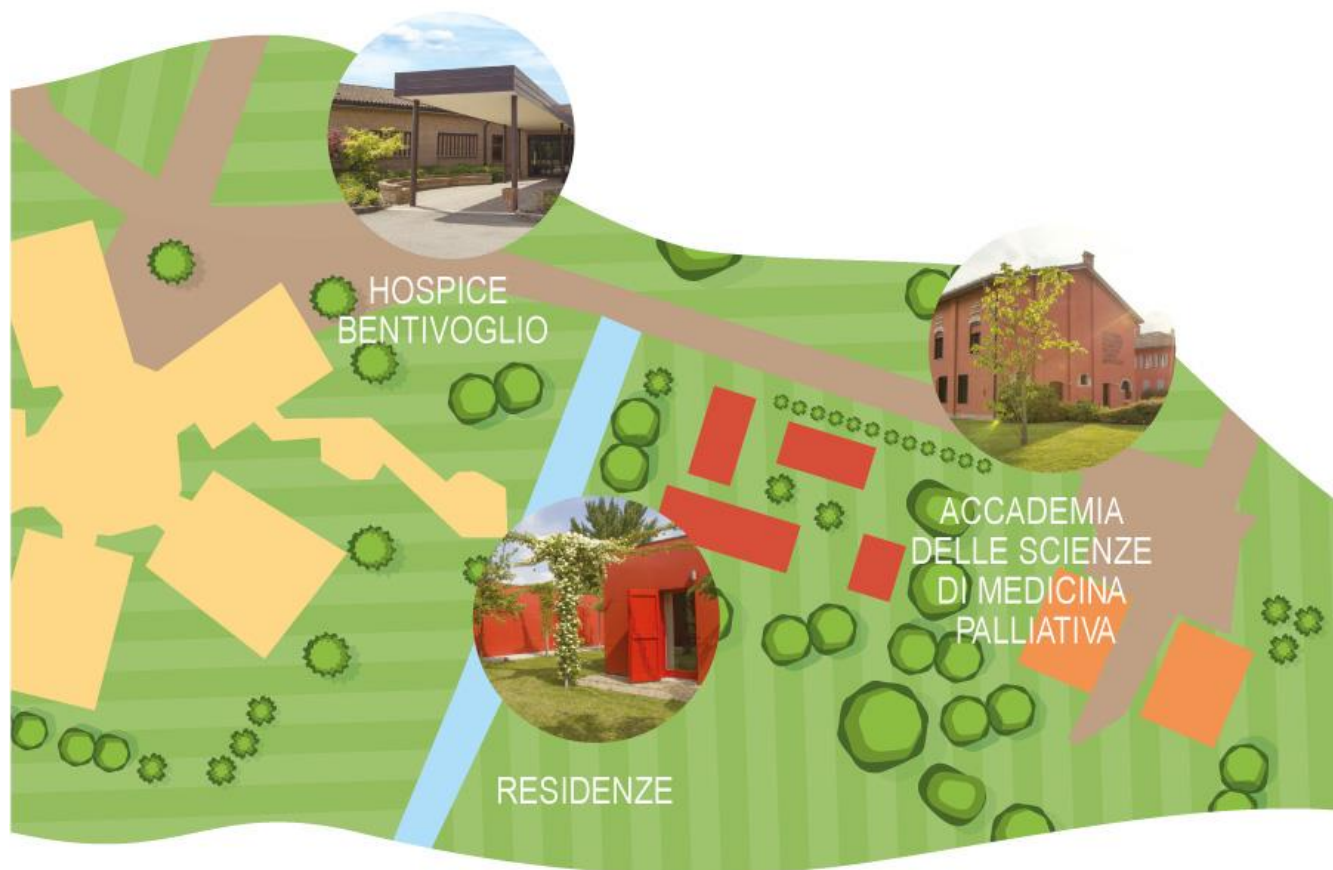 HOSPICE
BENTIVOGLIO
ACCADEMIA
DELLE SCIENZE
DI MEDICINA
PALLIATIVA
RESIDENZE